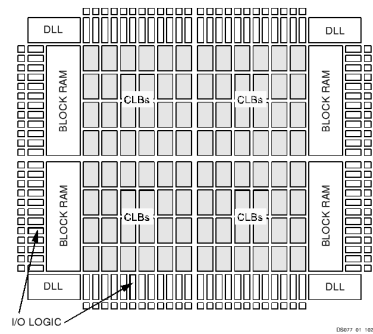 DLL
DLL
BLOCK RAM
CLBs
CLBs
BLOCK RAM
BLOCK RAM
CLBs
CLBs
BLOCK RAM
DLL
DLL
I/O LOGIC
DS077_01_102